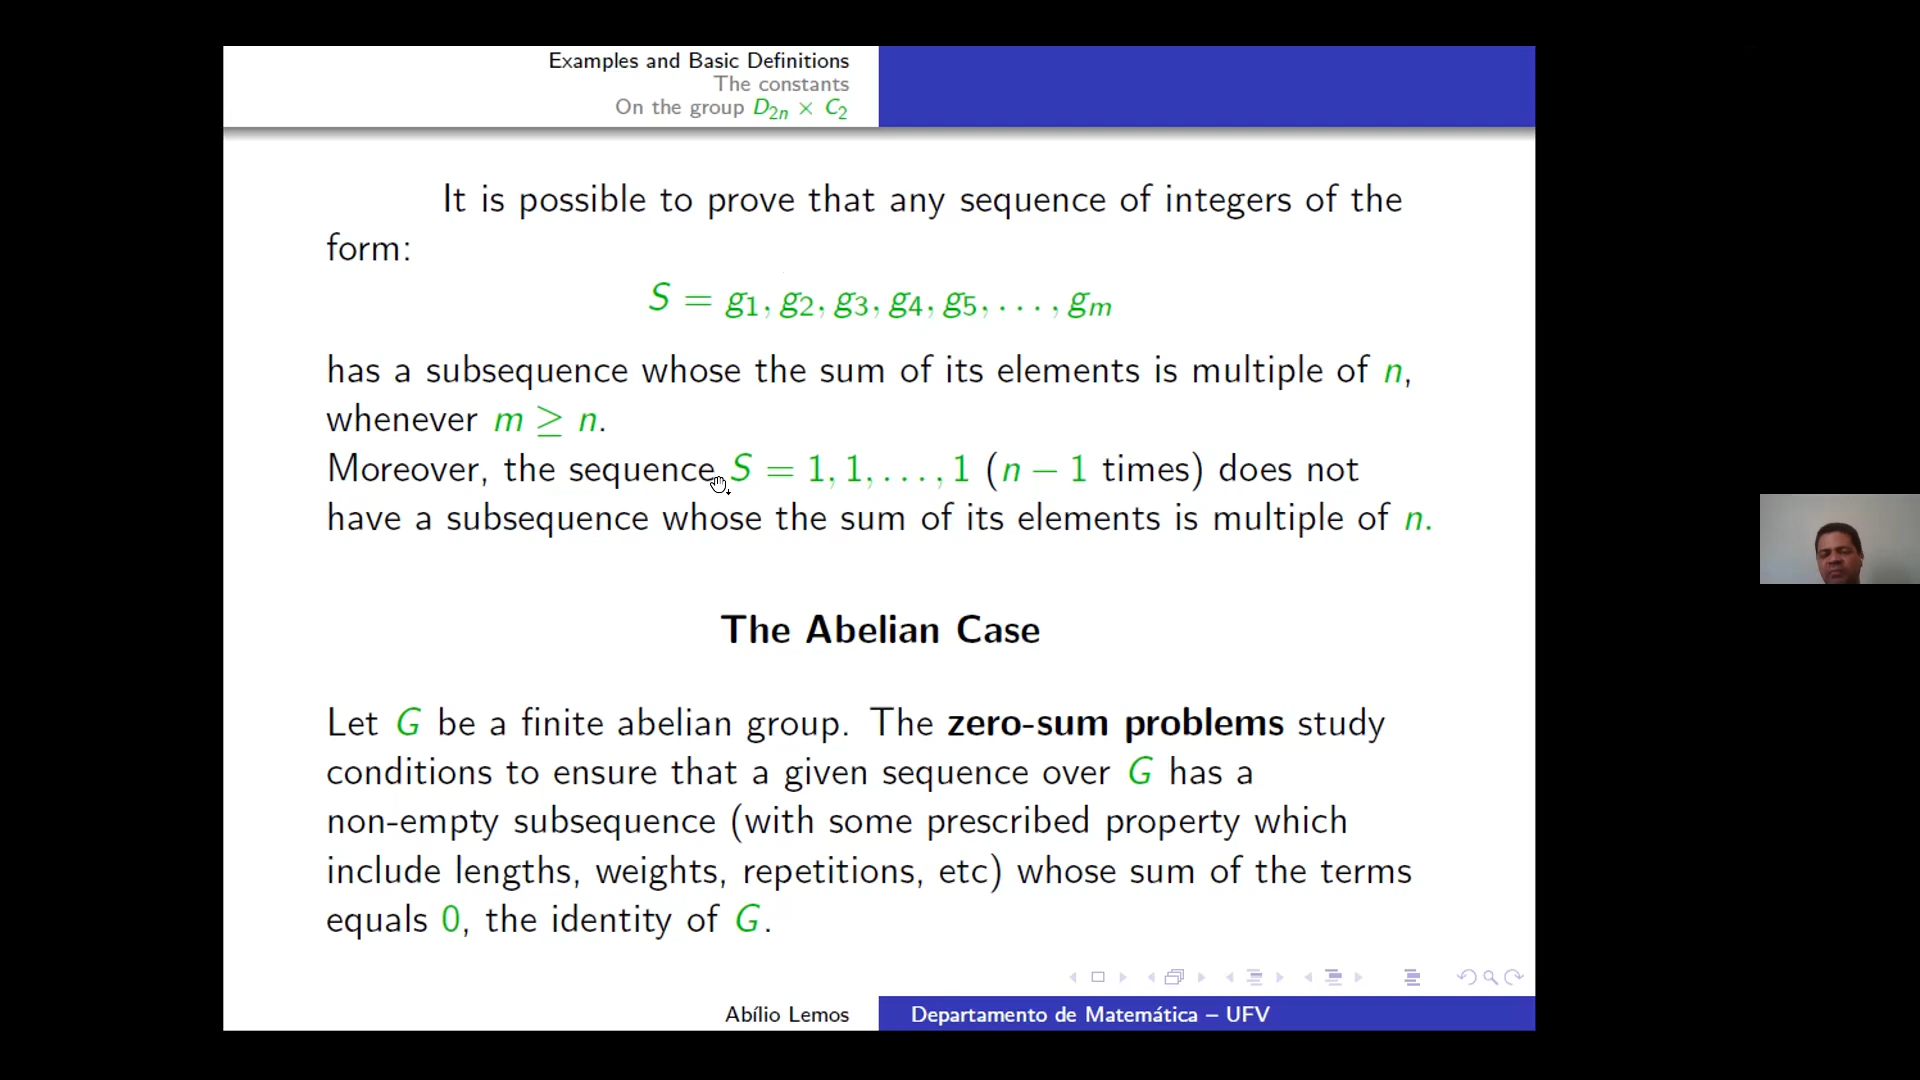 Examples and Basic Definitions
The constants
On the group D₂ₙ × C₂
It is possible to prove that any sequence of integers of the
form:
S = g₁, g₂, g₃, g₄, g₅, . . . , gₘ
has a subsequence whose the sum of its elements is multiple of n,
whenever m ≥ n.
Moreover, the sequence S = 1, 1, . . . , 1 (n − 1 times) does not
have a subsequence whose the sum of its elements is multiple of n.
The Abelian Case
Let G be a finite abelian group. The zero-sum problems study
conditions to ensure that a given sequence over G has a
non-empty subsequence (with some prescribed property which
include lengths, weights, repetitions, etc) whose sum of the terms
equals 0, the identity of G.
Abílio Lemos
Departamento de Matemática – UFV